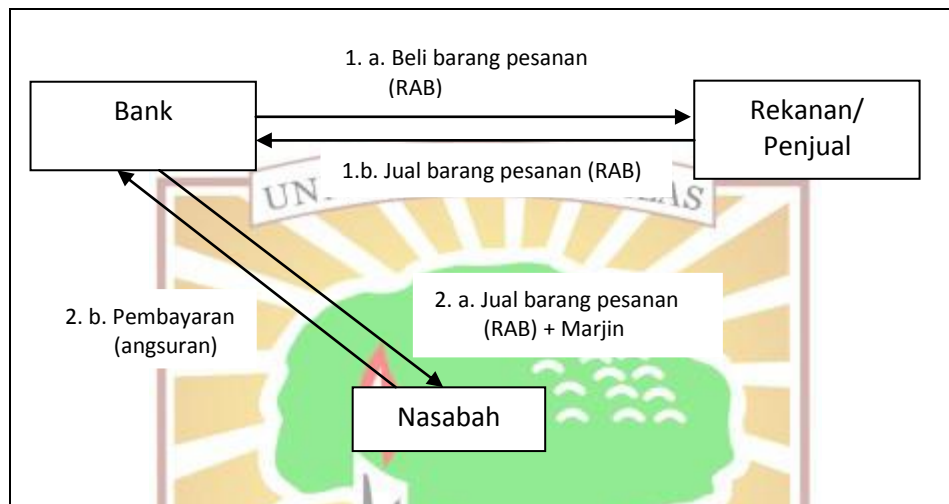 1. a. Beli barang pesanan
(RAB)
Bank
Rekanan/
Penjual
1.b. Jual barang pesanan (RAB)
2. a. Jual barang pesanan
(RAB) + Marjin
2. b. Pembayaran
(angsuran)
Nasabah